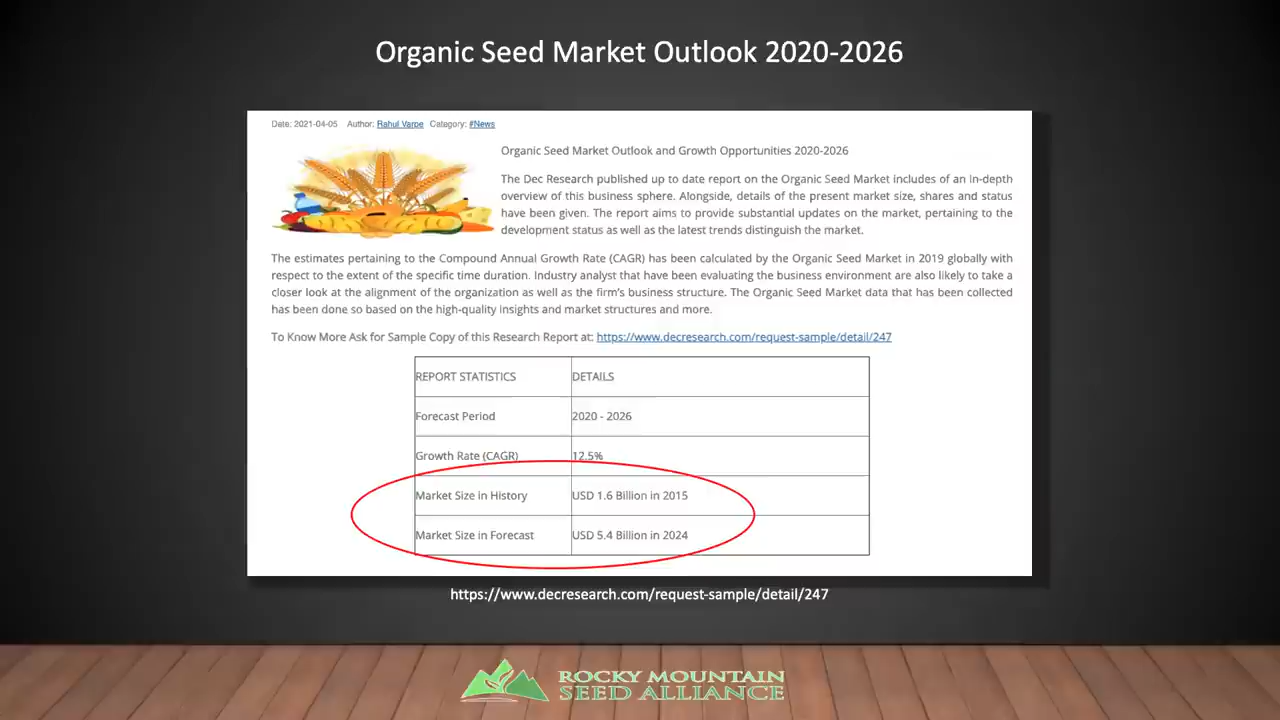 Organic Seed Market Outlook 2020-2026
Date: 2021-04-05 Author: Rahul Varpe Category: #News
Organic Seed Market Outlook and Growth Opportunities 2020-2026
The Dec Research published up to date report on the Organic Seed Market includes of an in-depth
overview of this business sphere. Alongside, details of the present market size, shares and status
have been given. The report aims to provide substantial updates on the market, pertaining to the
development status as well as the latest trends distinguish the market.
The estimates pertaining to the Compound Annual Growth Rate (CAGR) has been calculated by the Organic Seed Market in 2019 globally with
respect to the extent of the specific time duration. Industry analyst that have been evaluating the business environment are also likely to take a
closer look at the alignment of the organization as well as the firm's business structure. The Organic Seed Market data that has been collected
has been done so based on the high-quality insights and market structures and more.
To Know More Ask for Sample Copy of this Research Report at: https://www.decresearch.com/request-sample/detail/247
REPORT STATISTICS DETAILS
Forecast Period 2020 - 2026
Growth Rate (CAGR) 12.5%
Market Size in History USD 1.6 Billion in 2015
Market Size in Forecast USD 5.4 Billion in 2024
https://www.decresearch.com/request-sample/detail/247
ROCKY MOUNTAIN
SEED ALLIANCE